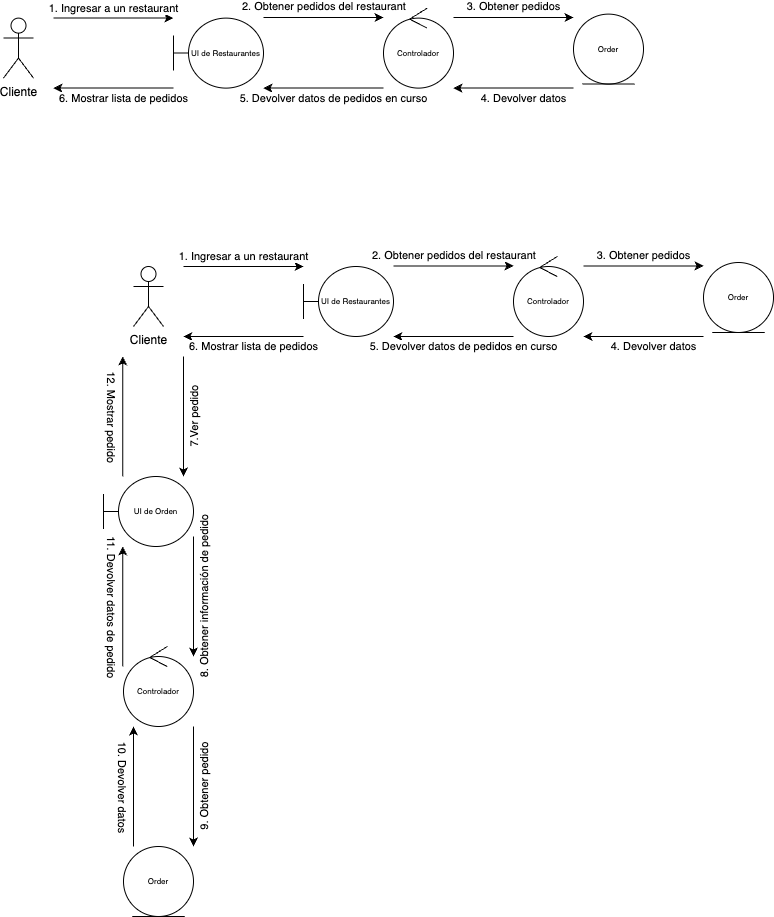 1. Ingresar a un restaurant
2. Obtener pedidos del restaurant
3. Obtener pedidos
UI de Restaurantes
Controlador
Order
Cliente
6. Mostrar lista de pedidos
5. Devolver datos de pedidos en curso
4. Devolver datos
1. Ingresar a un restaurant
2. Obtener pedidos del restaurant
3. Obtener pedidos
UI de Restaurantes
Controlador
Order
Cliente
6. Mostrar lista de pedidos
5. Devolver datos de pedidos en curso
4. Devolver datos
12. Mostrar pedido
7.Ver pedido
UI de Orden
11. Devolver datos de pedido
8. Obtener información de pedido
Controlador
10. Devolver datos
9. Obtener pedido
Order